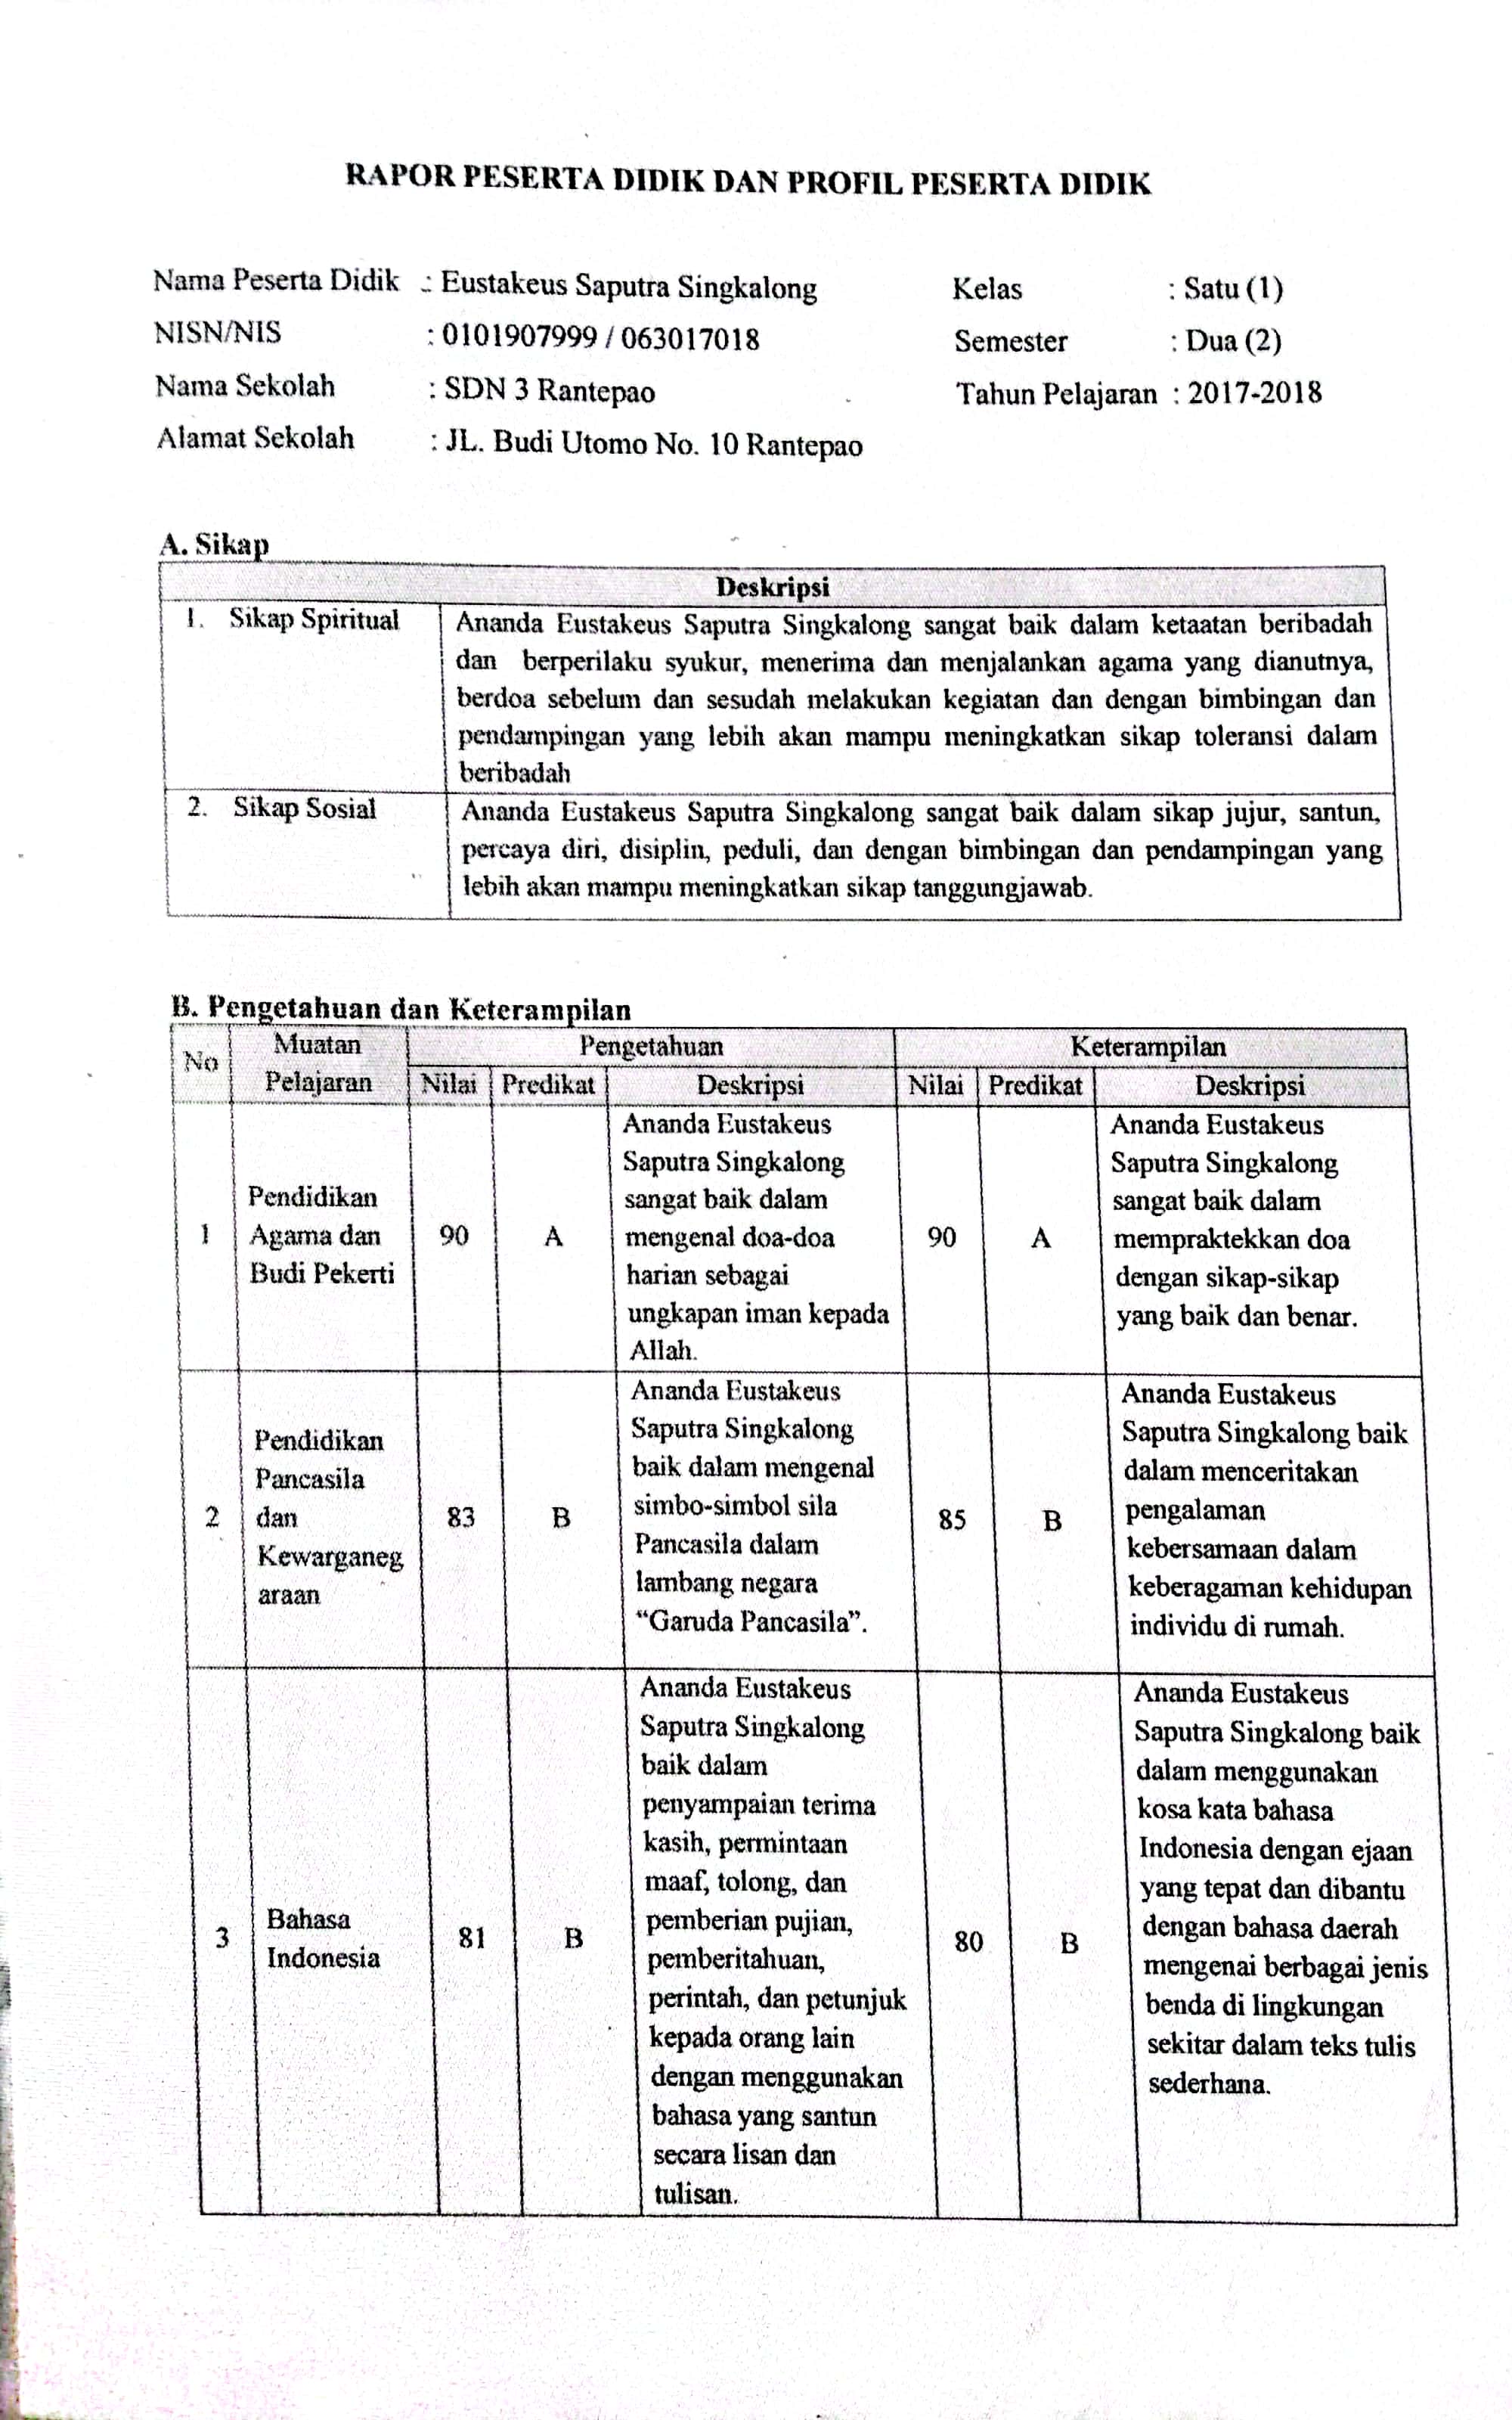 RAPOR PESERTA DIDIK DAN PROFIL PESERTA DIDIK
Nama Peserta Didik : Eustakeus Saputra Singkalong Kelas : Satu (1)
NISN/NIS : 0101907999 / 063017018 Semester : Dua (2)
Nama Sekolah : SDN 3 Rantepao Tahun Pelajaran : 2017-2018
Alamat Sekolah : JL. Budi Utomo No. 10 Rantepao
A. Sikap
Deskripsi
1. Sikap Spiritual
Ananda Eustakeus Saputra Singkalong sangat baik dalam ketaatan beribadah
dan berperilaku syukur, menerima dan menjalankan agama yang dianutnya,
berdoa sebelum dan sesudah melakukan kegiatan dan dengan bimbingan dan
pendampingan yang lebih akan mampu meningkatkan sikap toleransi dalam
beribadah
2. Sikap Sosial
Ananda Eustakeus Saputra Singkalong sangat baik dalam sikap jujur, santun,
percaya diri, disiplin, peduli, dan dengan bimbingan dan pendampingan yang
lebih akan mampu meningkatkan sikap tanggungjawab.
B. Pengetahuan dan Keterampilan
No
Muatan
Pelajaran
Pengetahuan
Keterampilan
Nilai Predikat Deskripsi Nilai Predikat Deskripsi
1
Pendidikan
Agama dan
Budi Pekerti
90
A
Ananda Eustakeus
Saputra Singkalong
sangat baik dalam
mengenal doa-doa
harian sebagai
ungkapan iman kepada
Allah.
90
A
Ananda Eustakeus
Saputra Singkalong
sangat baik dalam
mempraktekkan doa
dengan sikap-sikap
yang baik dan benar.
2
Pendidikan
Pancasila
dan
Kewarganeg
araan
83
B
Ananda Eustakeus
Saputra Singkalong
baik dalam mengenal
simbo-simbol sila
Pancasila dalam
lambang negara
“Garuda Pancasila”.
85
B
Ananda Eustakeus
Saputra Singkalong baik
dalam menceritakan
pengalaman
kebersamaan dalam
keberagaman kehidupan
individu di rumah.
3
Bahasa
Indonesia
81
B
Ananda Eustakeus
Saputra Singkalong
baik dalam
penyampaian terima
kasih, permintaan
maaf, tolong, dan
pemberian pujian,
pemberitahuan,
perintah, dan petunjuk
kepada orang lain
dengan menggunakan
bahasa yang santun
secara lisan dan
tulisan.
80
B
Ananda Eustakeus
Saputra Singkalong baik
dalam menggunakan
kosa kata bahasa
Indonesia dengan ejaan
yang tepat dan dibantu
dengan bahasa daerah
mengenai berbagai jenis
benda di lingkungan
sekitar dalam teks tulis
sederhana.